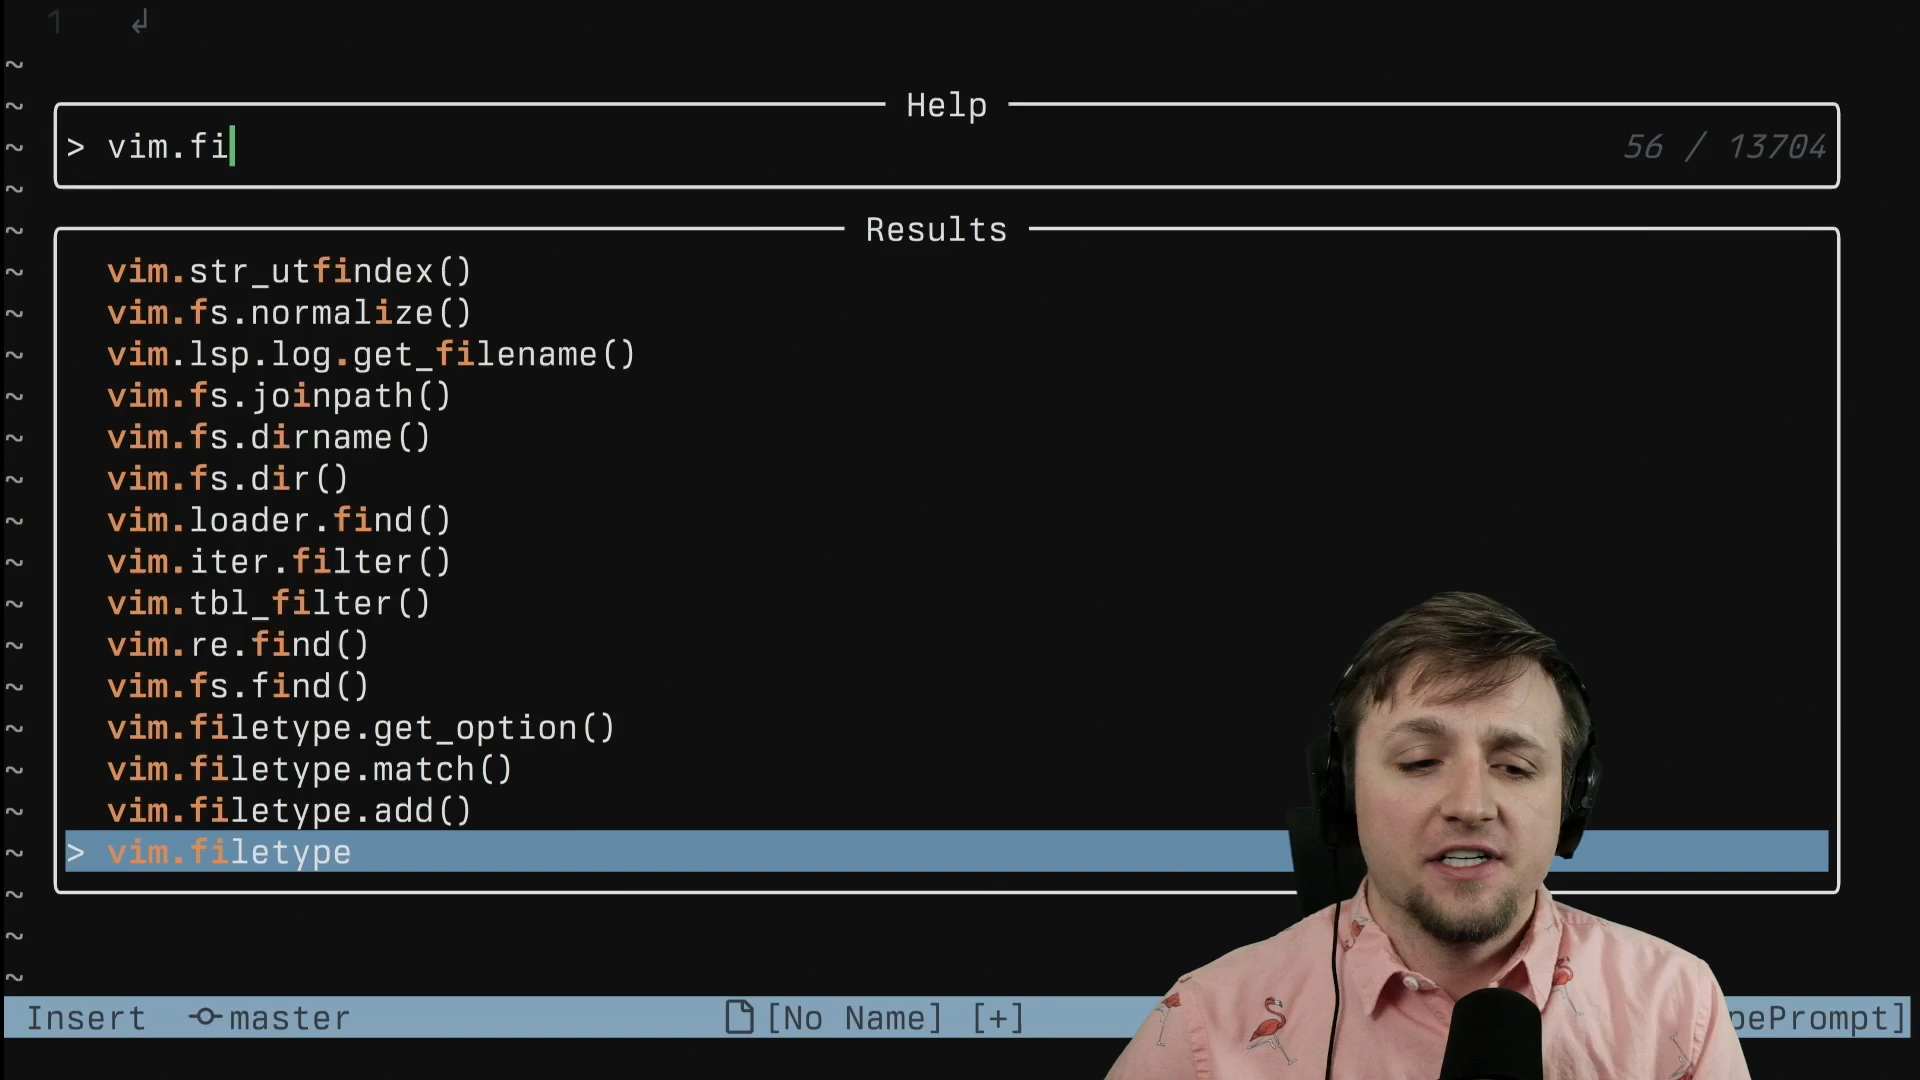 1 ↲
~
~
Help
~ > vim.fi 56 / 13704
~
~ Results
~ vim.str_utfindex()
~ vim.fs.normalize()
~ vim.lsp.log.get_filename()
~ vim.fs.joinpath()
~ vim.fs.dirname()
~ vim.fs.dir()
~ vim.loader.find()
~ vim.iter.filter()
~ vim.tbl_filter()
~ vim.re.find()
~ vim.fs.find()
~ vim.filetype.get_option()
~ vim.filetype.match()
~ vim.filetype.add()
~ > vim.filetype
~
~
~
Insert master [No Name] [+] pePrompt]